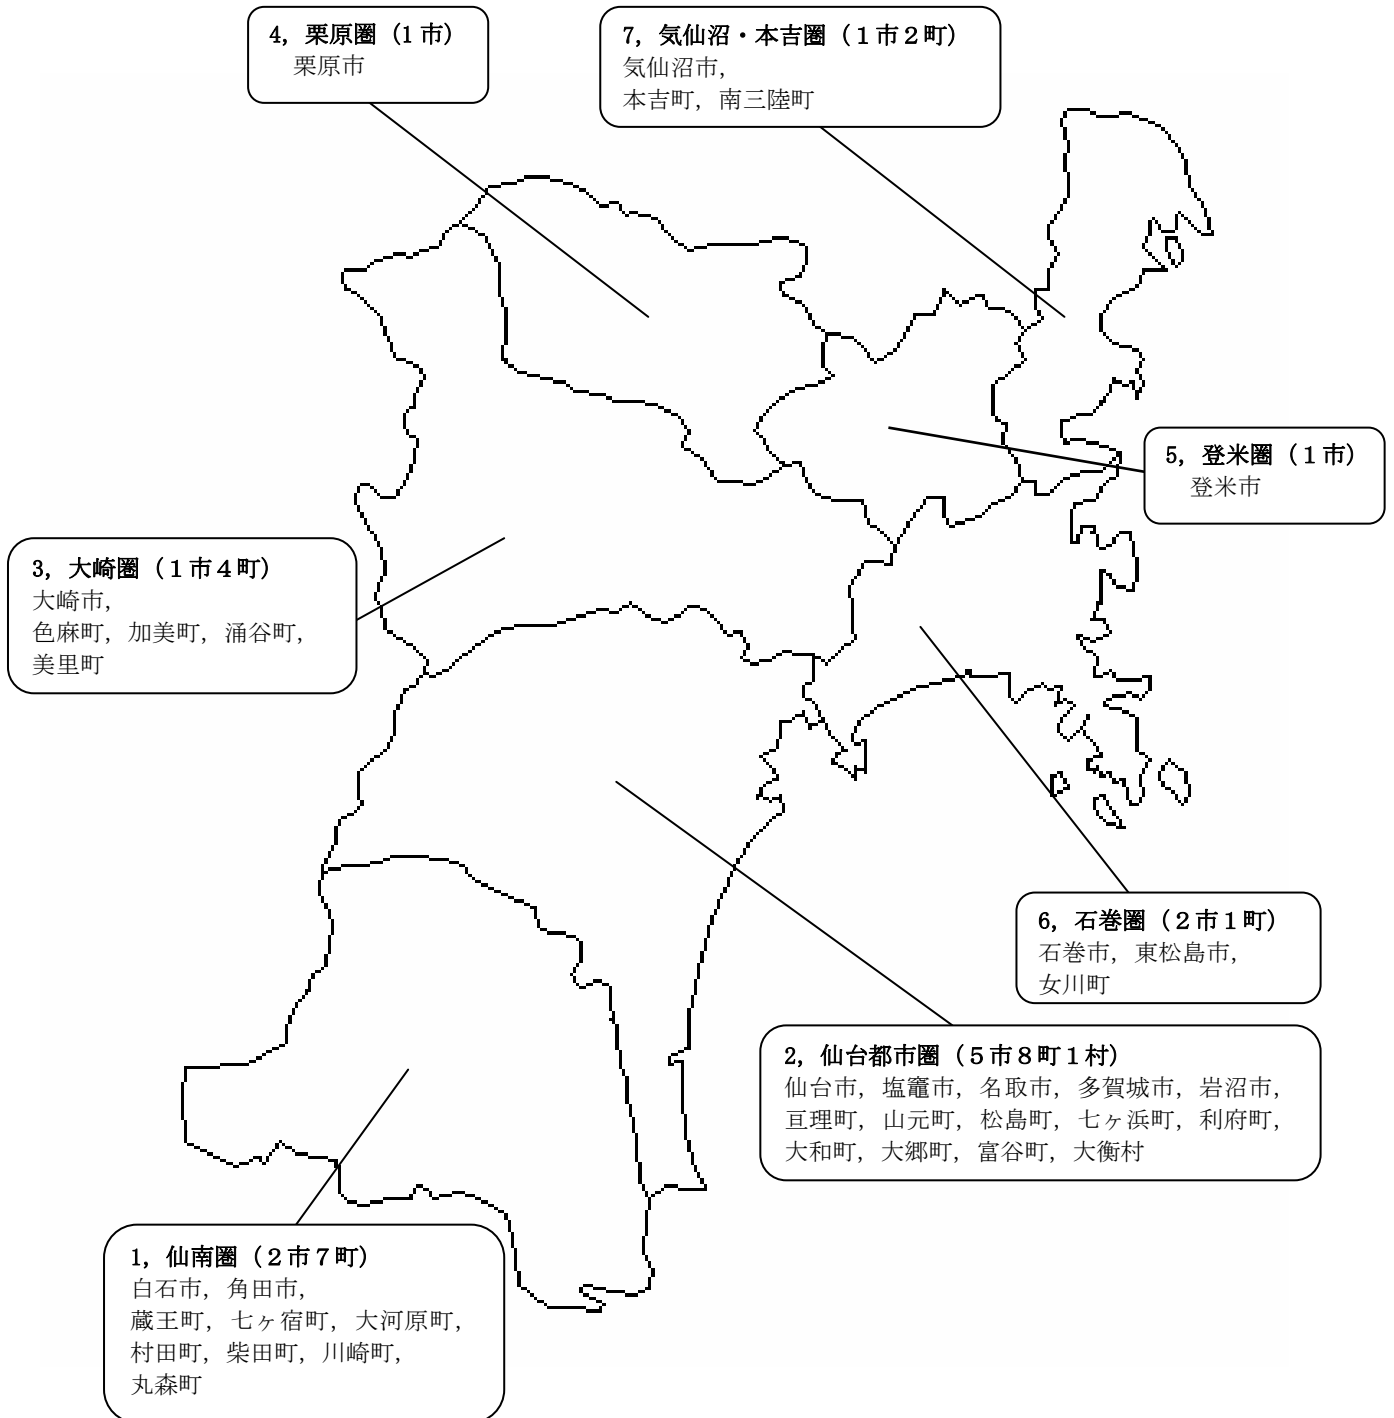 4, 栗原圏（1市）
栗原市
7, 気仙沼・本吉圏（１市２町）
気仙沼市,
本吉町, 南三陸町
5, 登米圏（１市）
登米市
3, 大崎圏（１市４町）
大崎市,
色麻町, 加美町, 涌谷町,
美里町
6, 石巻圏（２市１町）
石巻市, 東松島市,
女川町
2, 仙台都市圏（５市８町１村）
仙台市, 塩竈市, 名取市, 多賀城市, 岩沼市,
亘理町, 山元町, 松島町, 七ヶ浜町, 利府町,
大和町, 大郷町, 富谷町, 大衡村
1, 仙南圏（２市７町）
白石市, 角田市,
蔵王町, 七ヶ宿町, 大河原町,
村田町, 柴田町, 川崎町,
丸森町